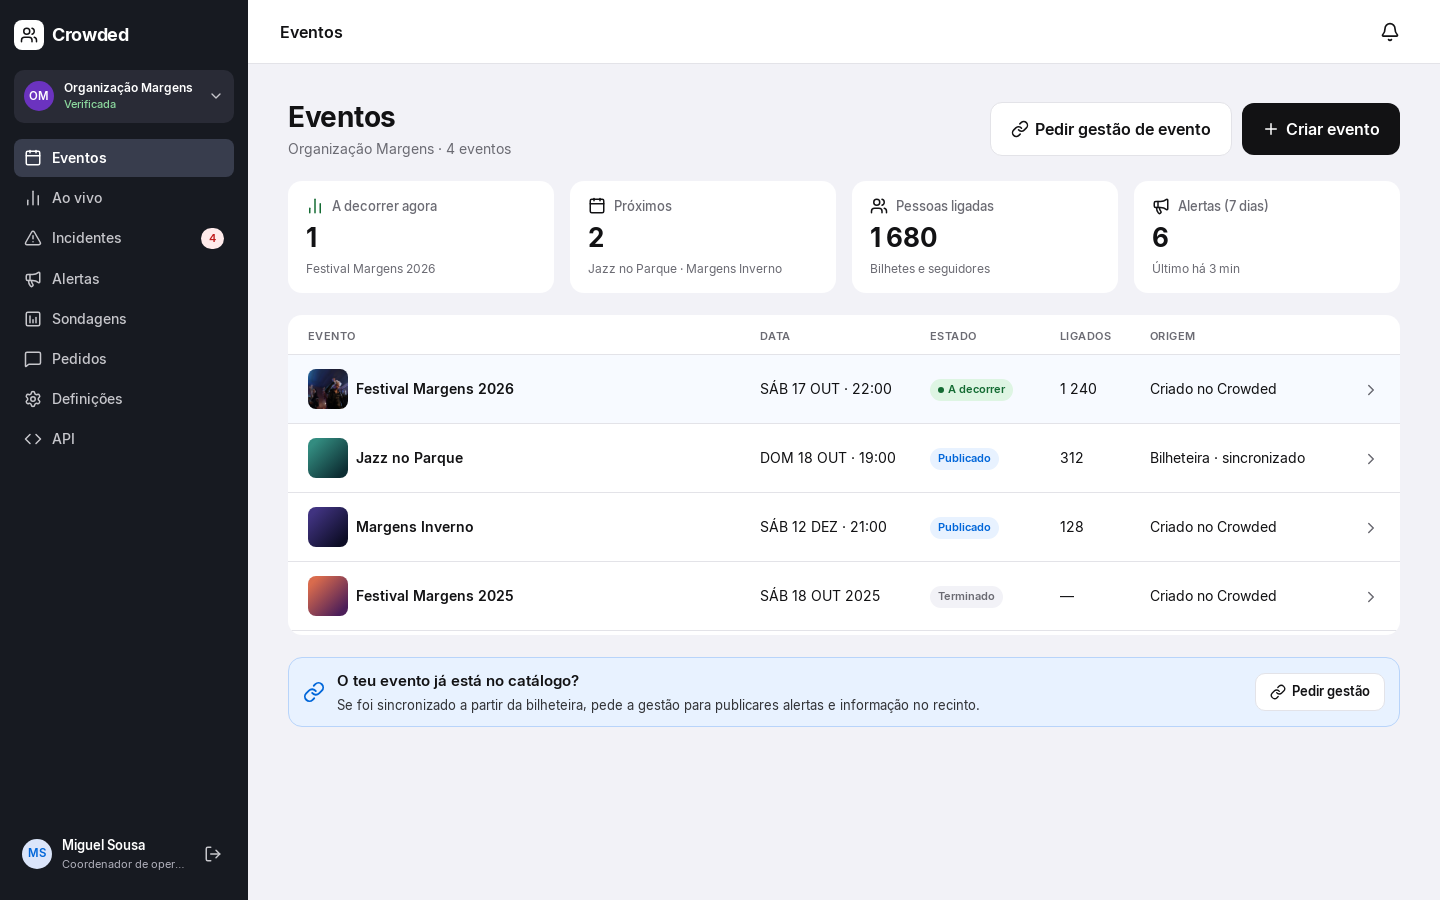 Crowded
OM
Organização Margens
Verificada
Eventos
Ao vivo
Incidentes 4
Alertas
Sondagens
Pedidos
Definições
API
MS
Miguel Sousa
Coordenador de oper...
Eventos
Eventos
Organização Margens · 4 eventos
Pedir gestão de evento
Criar evento
A decorrer agora
1
Festival Margens 2026
Próximos
2
Jazz no Parque · Margens Inverno
Pessoas ligadas
1 680
Bilhetes e seguidores
Alertas (7 dias)
6
Último há 3 min
EVENTO DATA ESTADO LIGADOS ORIGEM
Festival Margens 2026 SÁB 17 OUT · 22:00 A decorrer 1 240 Criado no Crowded
Jazz no Parque DOM 18 OUT · 19:00 Publicado 312 Bilheteira · sincronizado
Margens Inverno SÁB 12 DEZ · 21:00 Publicado 128 Criado no Crowded
Festival Margens 2025 SÁB 18 OUT 2025 Terminado — Criado no Crowded
O teu evento já está no catálogo?
Se foi sincronizado a partir da bilheteira, pede a gestão para publicares alertas e informação no recinto.
Pedir gestão